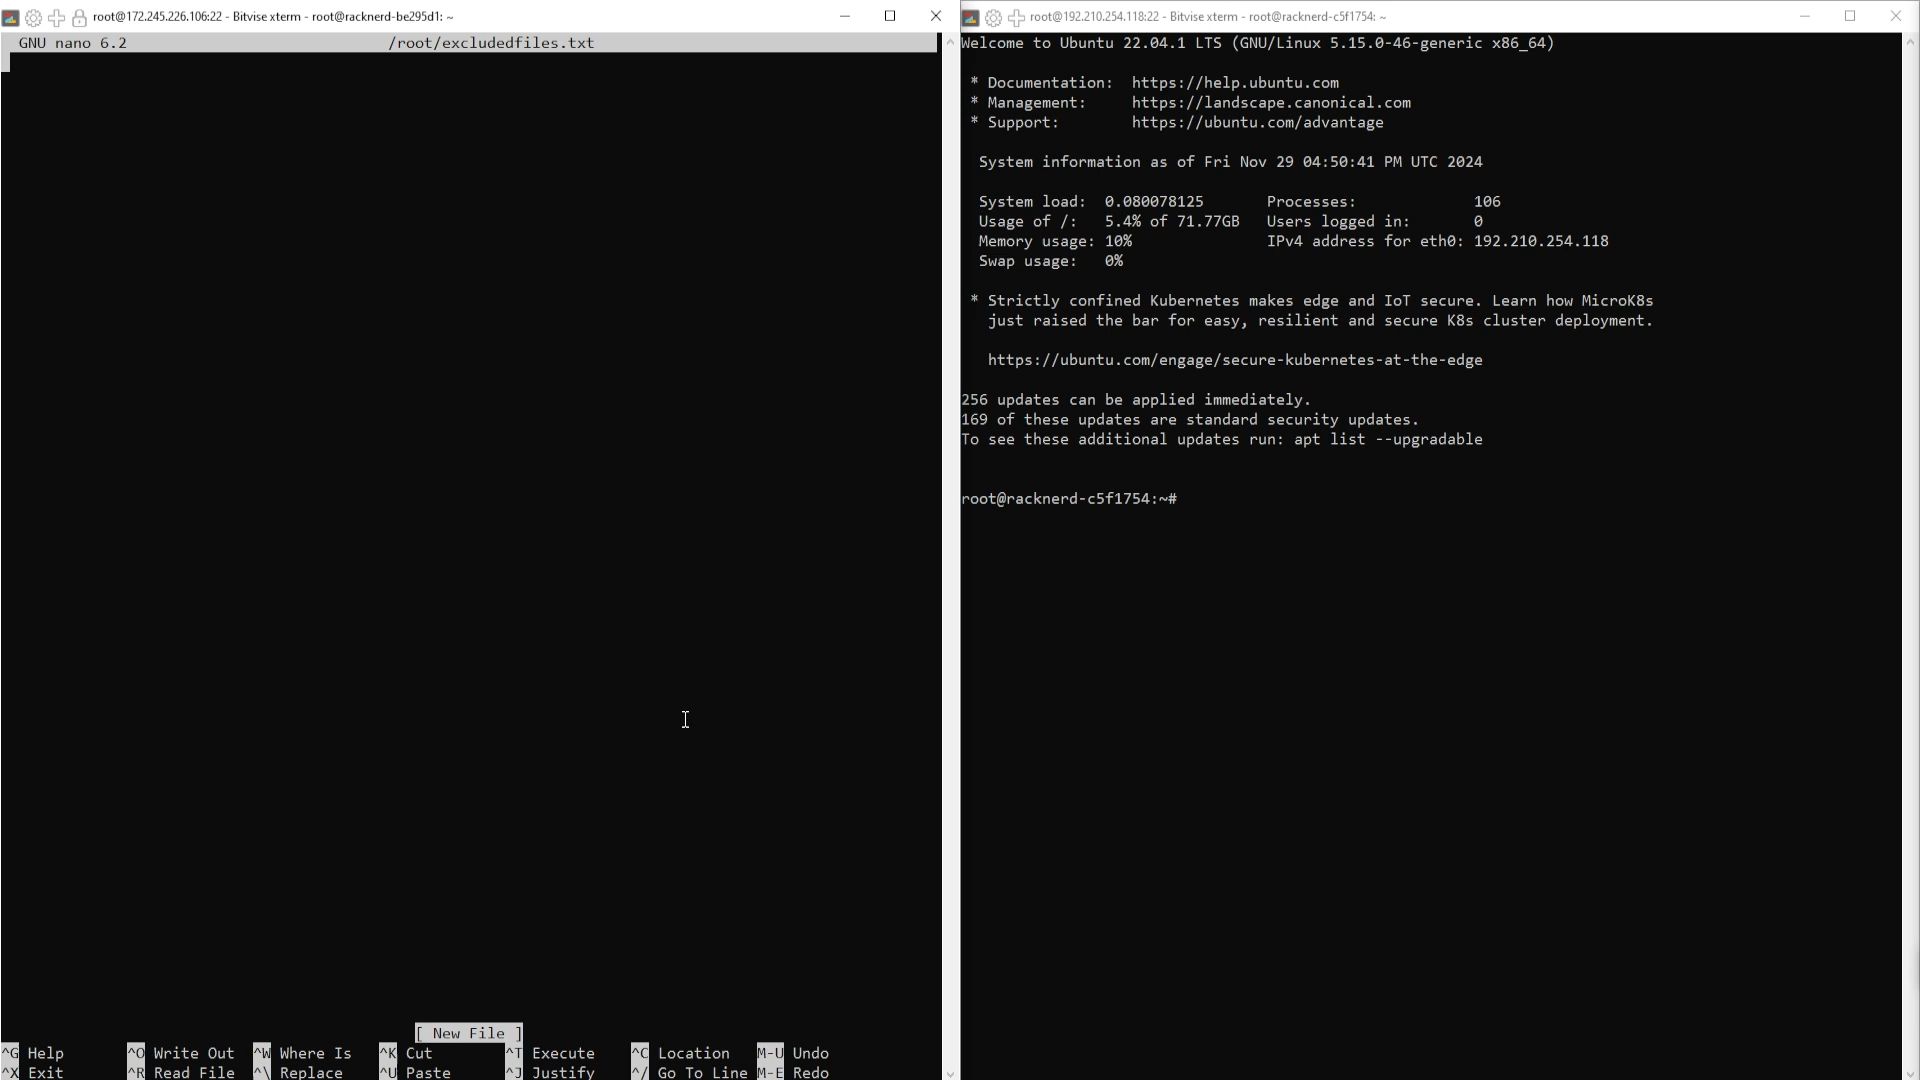 root@172.245.226.106:22 - Bitvise xterm - root@racknerd-be295d1: ~
GNU nano 6.2 /root/excludedfiles.txt
[ New File ]
^G Help ^O Write Out ^W Where Is ^K Cut ^T Execute ^C Location M-U Undo
^X Exit ^R Read File ^\ Replace ^U Paste ^J Justify ^/ Go To Line M-E Redo
root@192.210.254.118:22 - Bitvise xterm - root@racknerd-c5f1754: ~
Welcome to Ubuntu 22.04.1 LTS (GNU/Linux 5.15.0-46-generic x86_64)
* Documentation: https://help.ubuntu.com
* Management: https://landscape.canonical.com
* Support: https://ubuntu.com/advantage
System information as of Fri Nov 29 04:50:41 PM UTC 2024
System load: 0.080078125 Processes: 106
Usage of /: 5.4% of 71.77GB Users logged in: 0
Memory usage: 10% IPv4 address for eth0: 192.210.254.118
Swap usage: 0%
* Strictly confined Kubernetes makes edge and IoT secure. Learn how MicroK8s
just raised the bar for easy, resilient and secure K8s cluster deployment.
https://ubuntu.com/engage/secure-kubernetes-at-the-edge
256 updates can be applied immediately.
169 of these updates are standard security updates.
To see these additional updates run: apt list --upgradable
root@racknerd-c5f1754:~#